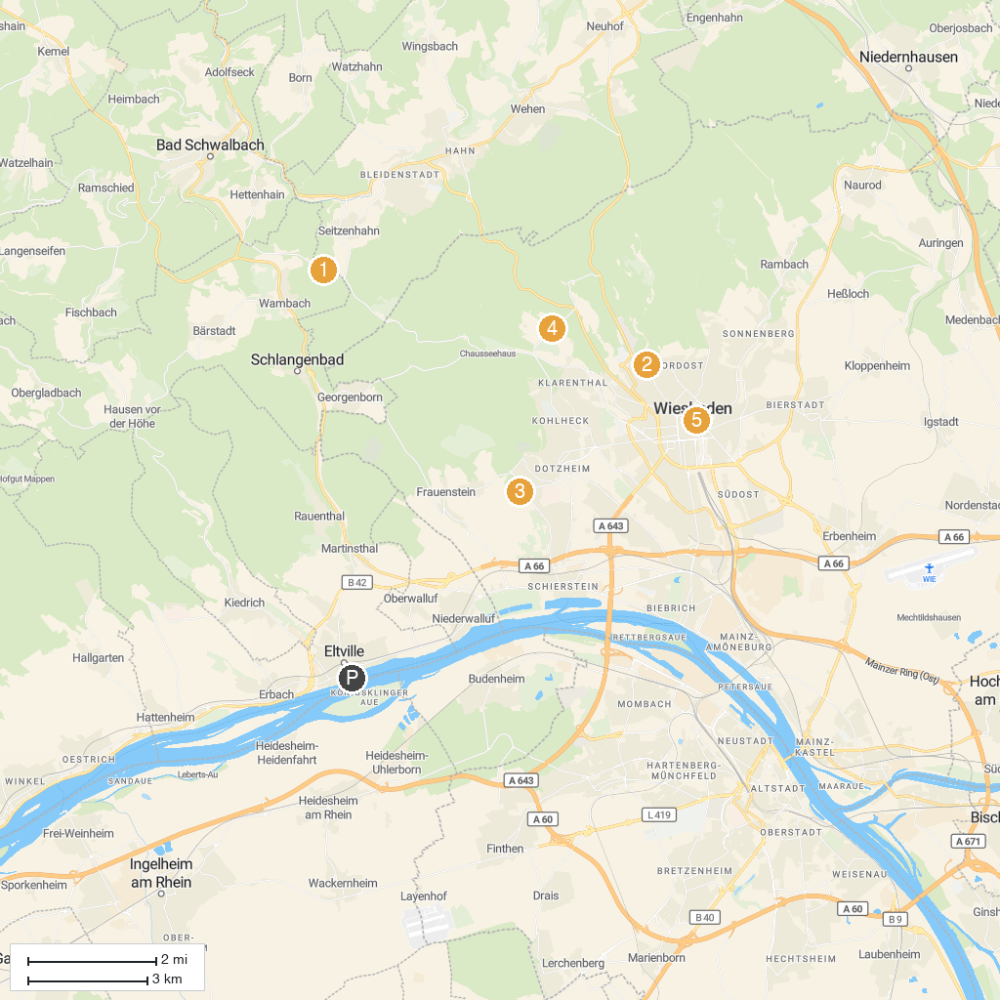 Engenhahn
Oberjosbach
Neuhof
Kemel
Wingsbach
Niedernhausen
Watzhahn
Adolfseck
Born
Heimbach
Wehen
Bad Schwalbach
HAHN
Watzelhain
BLEIDENSTADT
Ramschied
Naurod
Hettenhain
Seitzenhahn
Auringen
Langenseifen
Rambach
1
Heßloch
Wambach
Fischbach
Medenbach
4
Bärstadt
SONNENBERG
Chausseehaus
Schlangenbad
2
Kloppenheim
KLARENTHAL
Obergladbach
Georgenborn
BIERSTADT
Hausen vor
der Höhe
KOHLHECK
5
Igstadt
DOTZHEIM
Hofgut Mappen
Frauenstein
3
SÜDOST
Rauenthal
A 643
Erbenheim
A 66
Martinsthal
A 66
A 66
WIE
B 42
SCHIERSTEIN
Oberwalluf
Kiedrich
BIEBRICH
Niederwalluf
Mechtildshausen
RETTBERGSAUE
MAINZ-
AMÖNEBURG
Eltville
Hallgarten
Mainzer Ring (Ost)
P
Budenheim
PETERSAUE
Erbach
AUE
MOMBACH
Hattenheim
NEUSTADT
MAINZ-
KASTEL
Heidesheim-
Heidenfahrt
Heidesheim-
Uhlerborn
OESTRICH
HARTENBERG-
MÜNCHFELD
Leberts-Au
WINKEL
SANDAUE
A 643
ALTSTADT
MAARAUE
Heidesheim
am Rhein
L419
A 60
Frei-Weinheim
OBERSTADT
A 671
Finthen
Ingelheim
am Rhein
BRETZENHEIM
WEISENAU
Sporkenheim
Wackernheim
Layenhof
Drais
A 60
B 40
B 9
OBER-
Marienborn
Laubenheim
HECHTSHEIM
Lerchenberg
2 mi
3 km